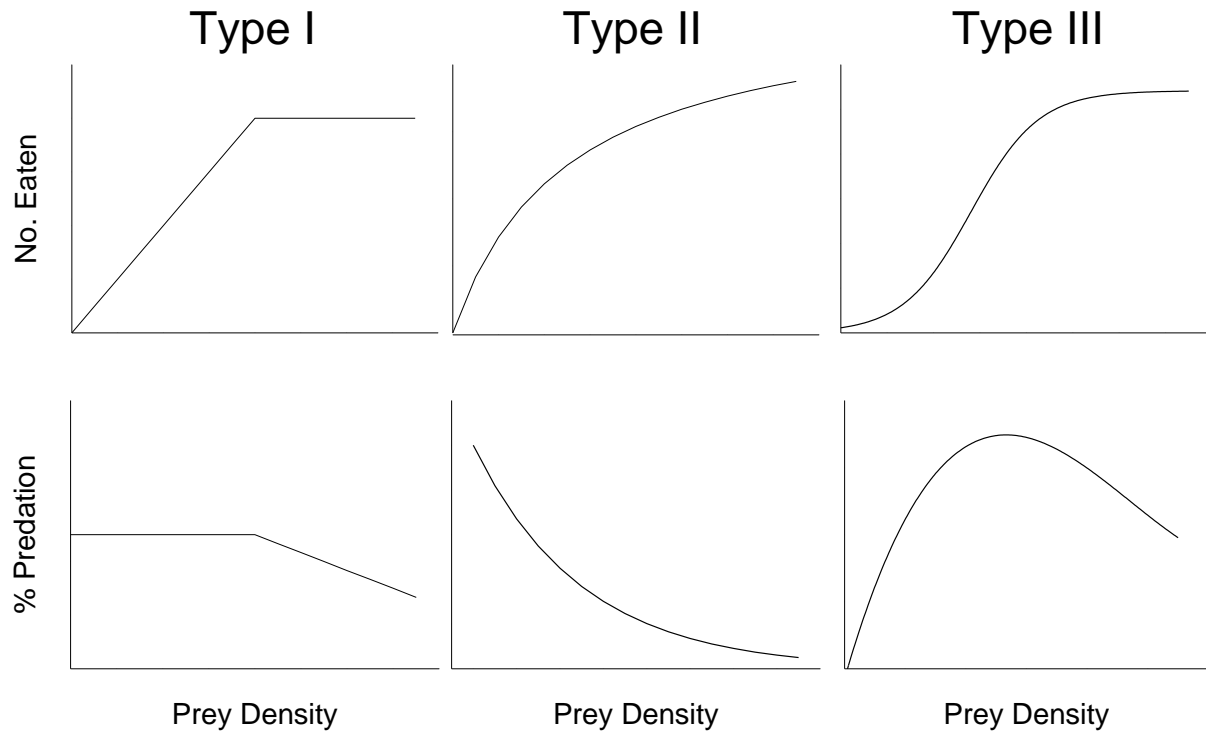 Type I
Type II
Type III
No. Eaten
% Predation
Prey Density
Prey Density
Prey Density